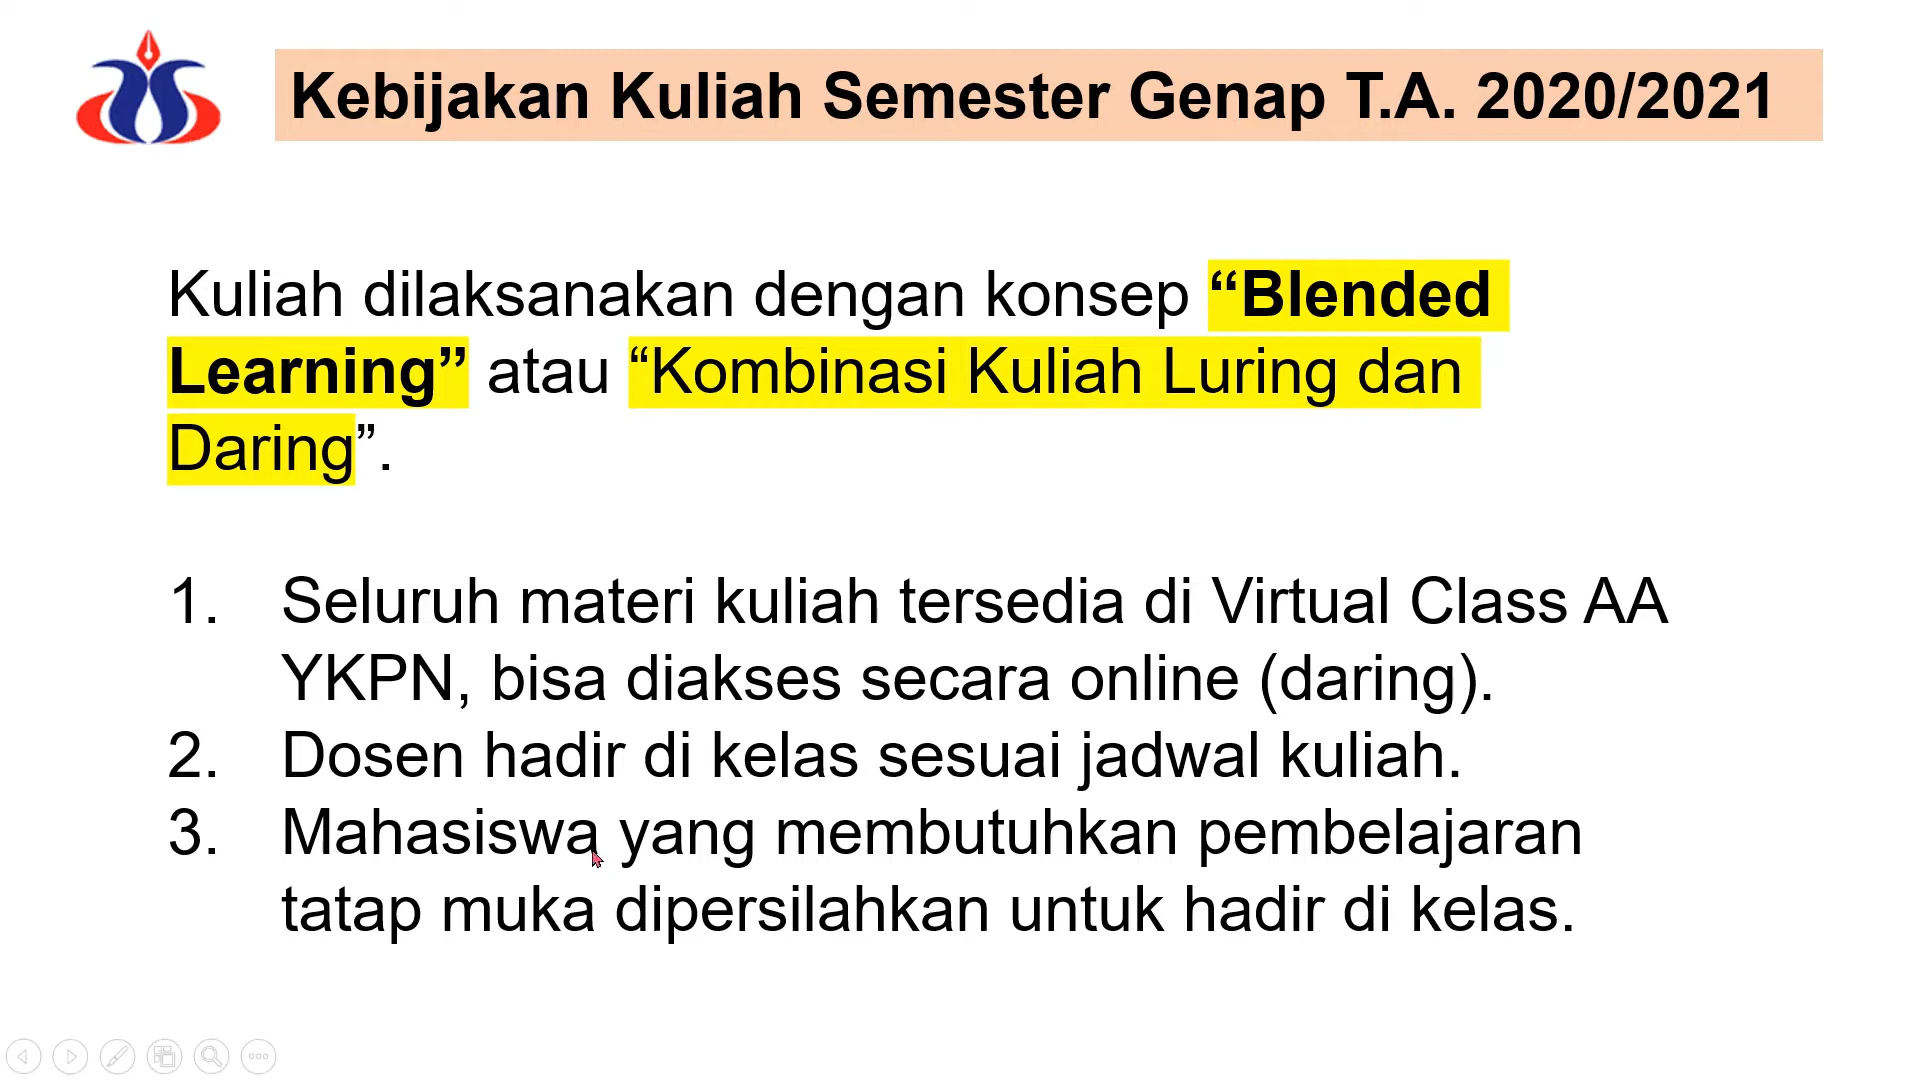 Kebijakan Kuliah Semester Genap T.A. 2020/2021
Kuliah dilaksanakan dengan konsep “Blended
Learning” atau “Kombinasi Kuliah Luring dan
Daring”.
1. Seluruh materi kuliah tersedia di Virtual Class AA
YKPN, bisa diakses secara online (daring).
2. Dosen hadir di kelas sesuai jadwal kuliah.
3. Mahasiswa yang membutuhkan pembelajaran
tatap muka dipersilahkan untuk hadir di kelas.